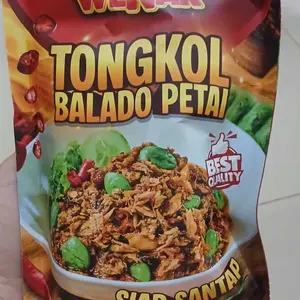 TONGKOL
BALADO PETAI
BEST
QUALITY
SIAP SANTAP